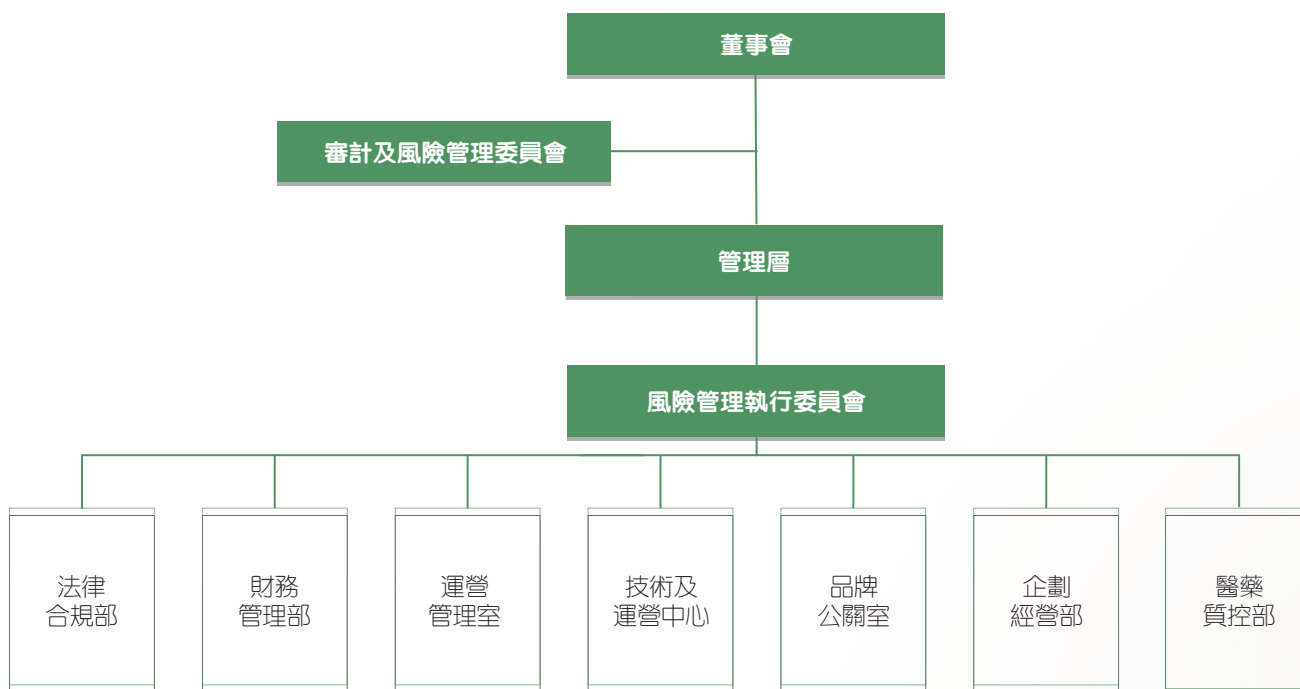 董事會
審計及風險管理委員會
管理層
風險管理執行委員會
法律
合規部
財務
管理部
運營
管理室
技術及
運營中心
品牌
公關室
企劃
經營部
醫藥
質控部